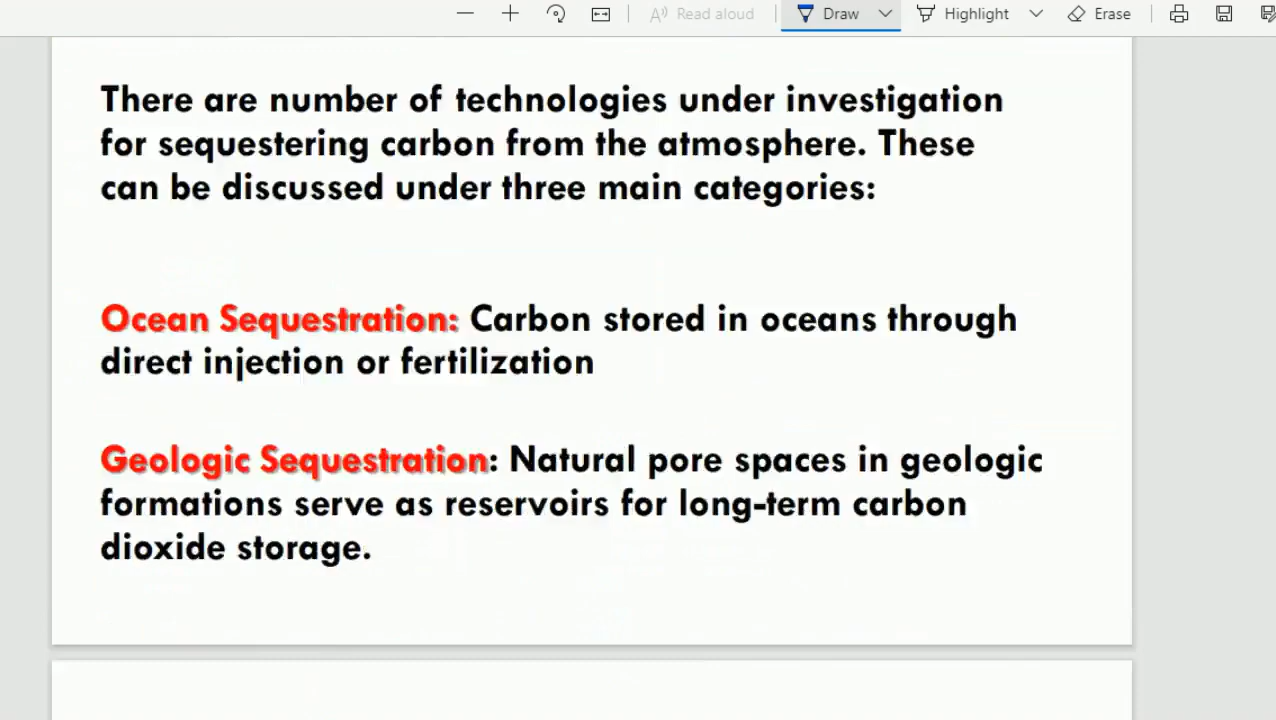 Read aloud Draw Highlight Erase
There are number of technologies under investigation
for sequestering carbon from the atmosphere. These
can be discussed under three main categories:
Ocean Sequestration: Carbon stored in oceans through
direct injection or fertilization
Geologic Sequestration: Natural pore spaces in geologic
formations serve as reservoirs for long-term carbon
dioxide storage.